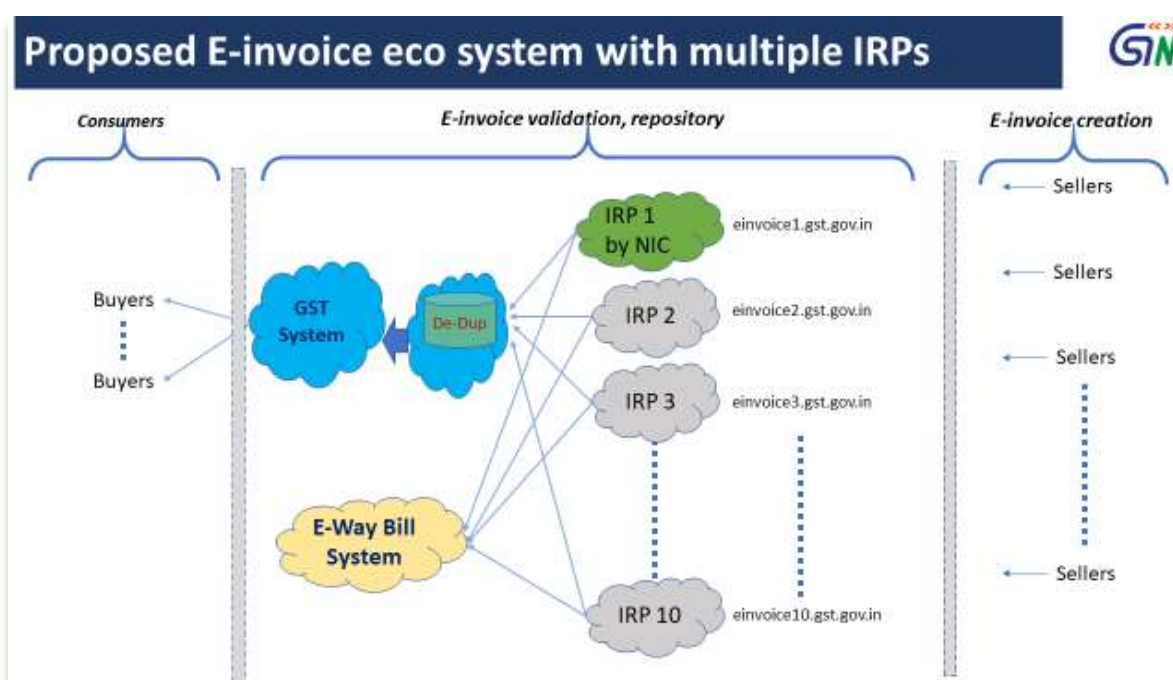 Proposed E-invoice eco system with multiple IRPs
GSTN
Consumers
E-invoice validation, repository
E-invoice creation
Sellers
IRP 1
by NIC
einvoice1.gst.gov.in
Sellers
Buyers
GST
System
De-Dup
IRP 2
einvoice2.gst.gov.in
Sellers
Buyers
IRP 3
einvoice3.gst.gov.in
E-Way Bill
System
Sellers
IRP 10
einvoice10.gst.gov.in